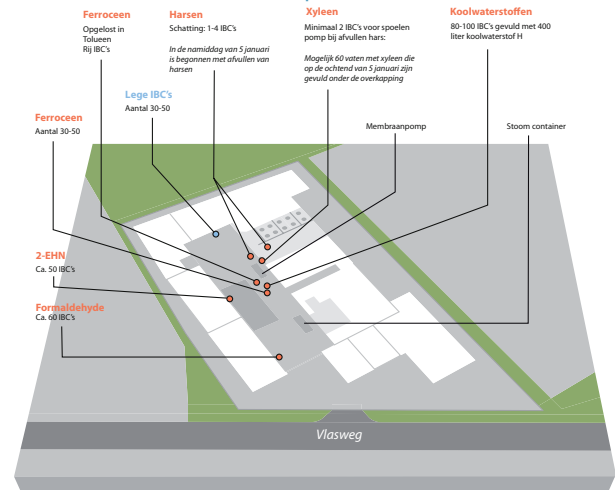 Ferroceen
Opgelost in
Tolueen
Rij IBC's
Harsen
Schatting: 1-4 IBC's
In de namiddag van 5 januari
is begonnen met afvullen van
harsen
Xyleen
Minimaal 2 IBC's voor spoelen
pomp bij afvullen hars:
Mogelijk 60 vaten met xyleen die
op de ochtend van 5 januari zijn
gevuld onder de overkapping
Koolwaterstoffen
80-100 IBC's gevuld met 400
liter koolwaterstof H
Lege IBC's
Aantal 30-50
Ferroceen
Aantal 30-50
Membraanpomp
Stoom container
2-EHN
Ca. 50 IBC's
Formaldehyde
Ca. 60 IBC's
Vlasweg